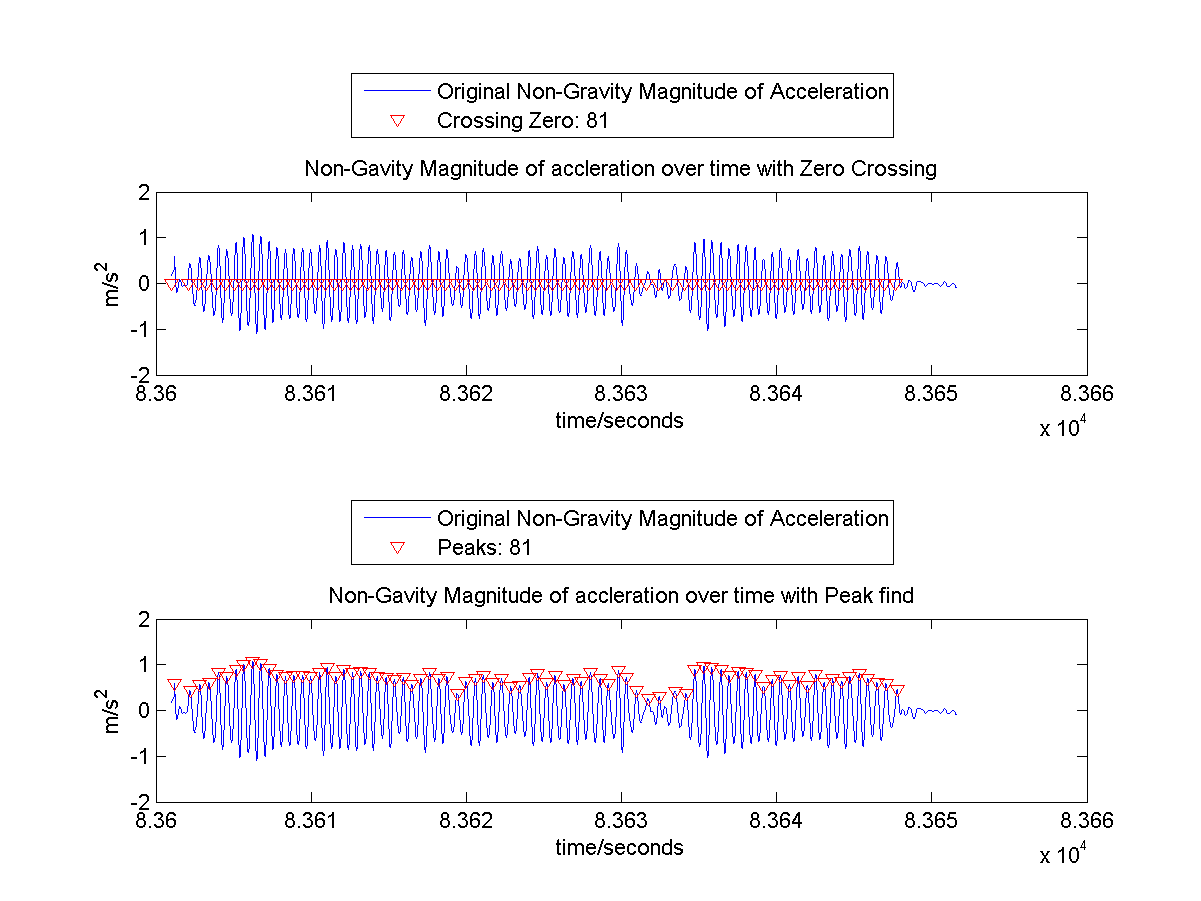 Original Non-Gravity Magnitude of Acceleration
Crossing Zero: 81
Non-Gavity Magnitude of accleration over time with Zero Crossing
2
1
0
-1
-2
m/s²
8.36 8.361 8.362 8.363 8.364 8.365 8.366
time/seconds
x 10⁴
Original Non-Gravity Magnitude of Acceleration
Peaks: 81
Non-Gavity Magnitude of accleration over time with Peak find
2
1
0
-1
-2
m/s²
8.36 8.361 8.362 8.363 8.364 8.365 8.366
time/seconds
x 10⁴